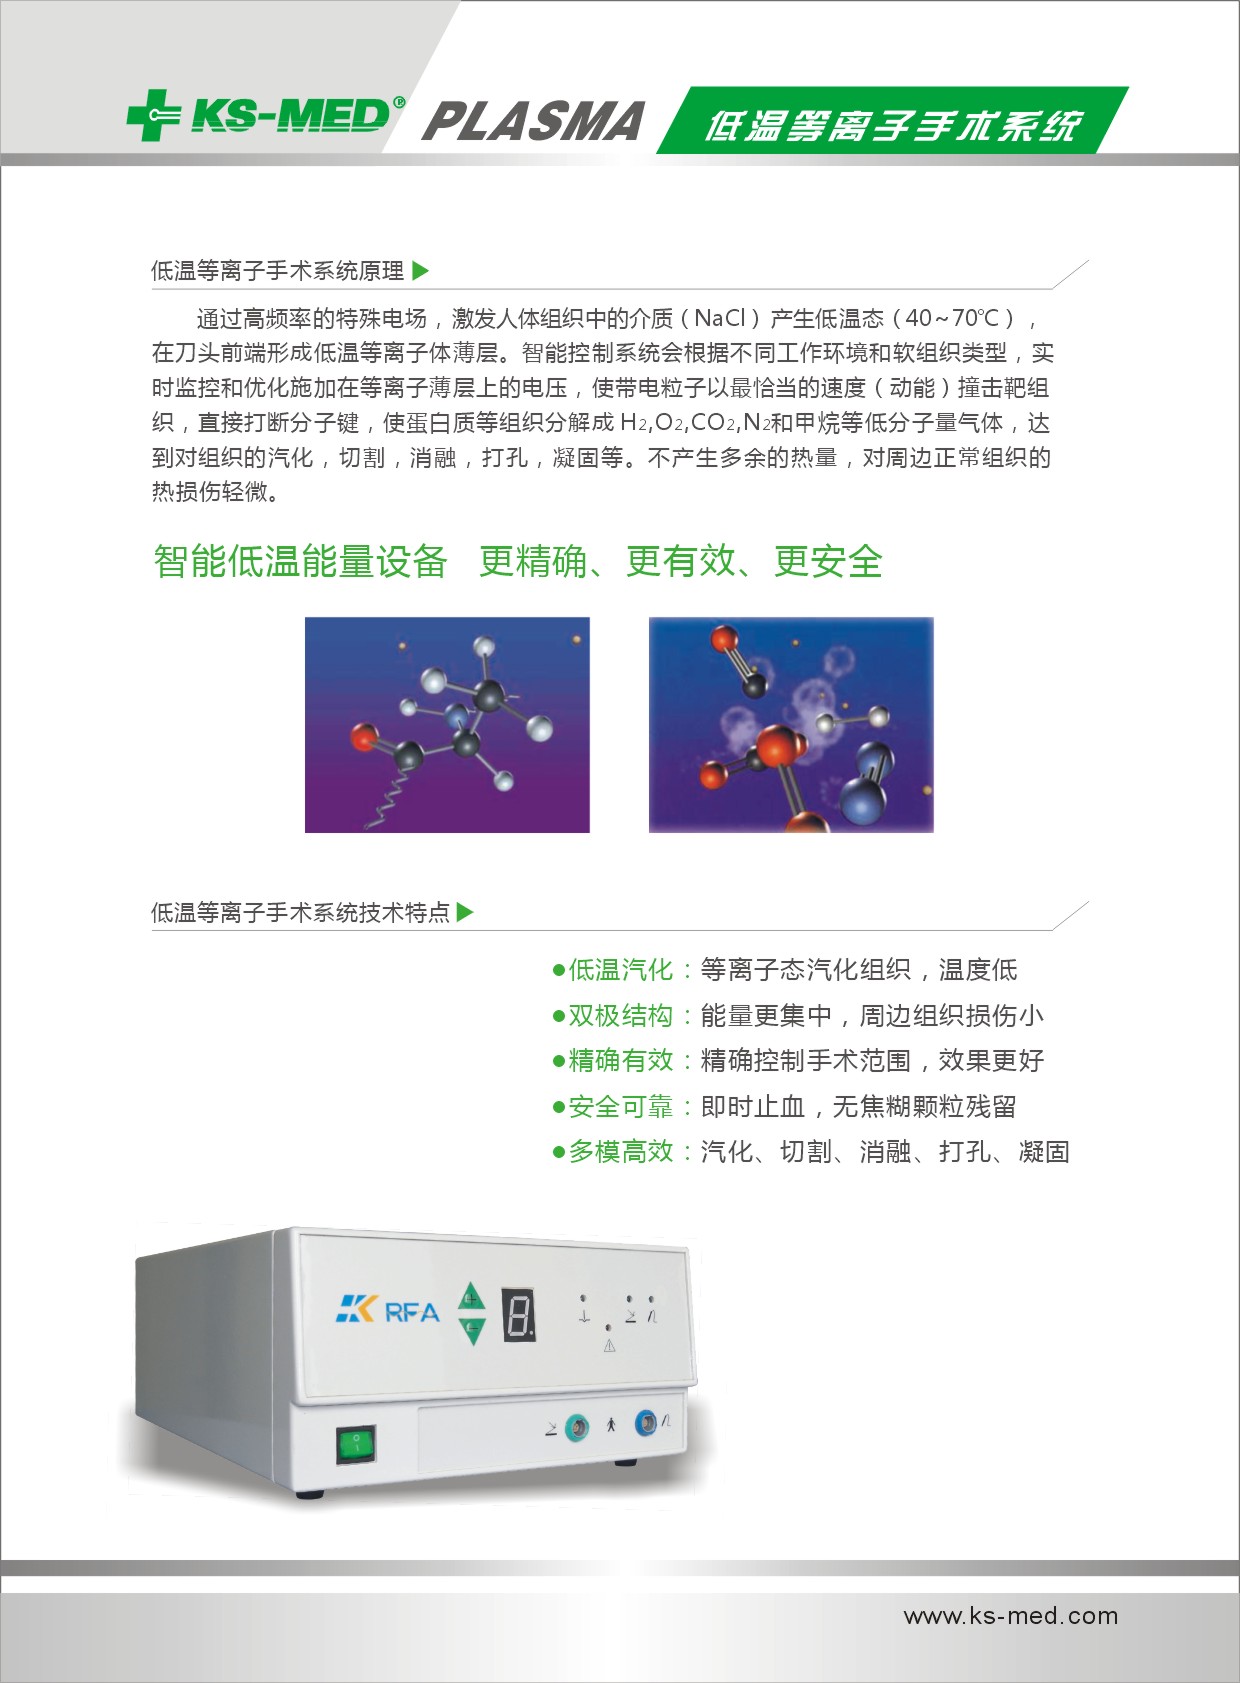 KS-MED® PLASMA 低温等离子手术系统
低温等离子手术系统原理
通过高频率的特殊电场，激发人体组织中的介质（NaCl）产生低温态（40~70℃），
在刀头前端形成低温等离子体薄层。智能控制系统会根据不同工作环境和软组织类型，实
时监控和优化施加在等离子薄层上的电压，使带电粒子以最恰当的速度（动能）撞击靶组
织，直接打断分子键，使蛋白质等组织分解成 H₂,O₂,CO₂,N₂和甲烷等低分子量气体，达
到对组织的汽化，切割，消融，打孔，凝固等。不产生多余的热量，对周边正常组织的
热损伤轻微。
智能低温能量设备 更精确、更有效、更安全
低温等离子手术系统技术特点
●低温汽化：等离子态汽化组织，温度低
●双极结构：能量更集中，周边组织损伤小
●精确有效：精确控制手术范围，效果更好
●安全可靠：即时止血，无焦糊颗粒残留
●多模高效：汽化、切割、消融、打孔、凝固
RFA
8.
www.ks-med.com